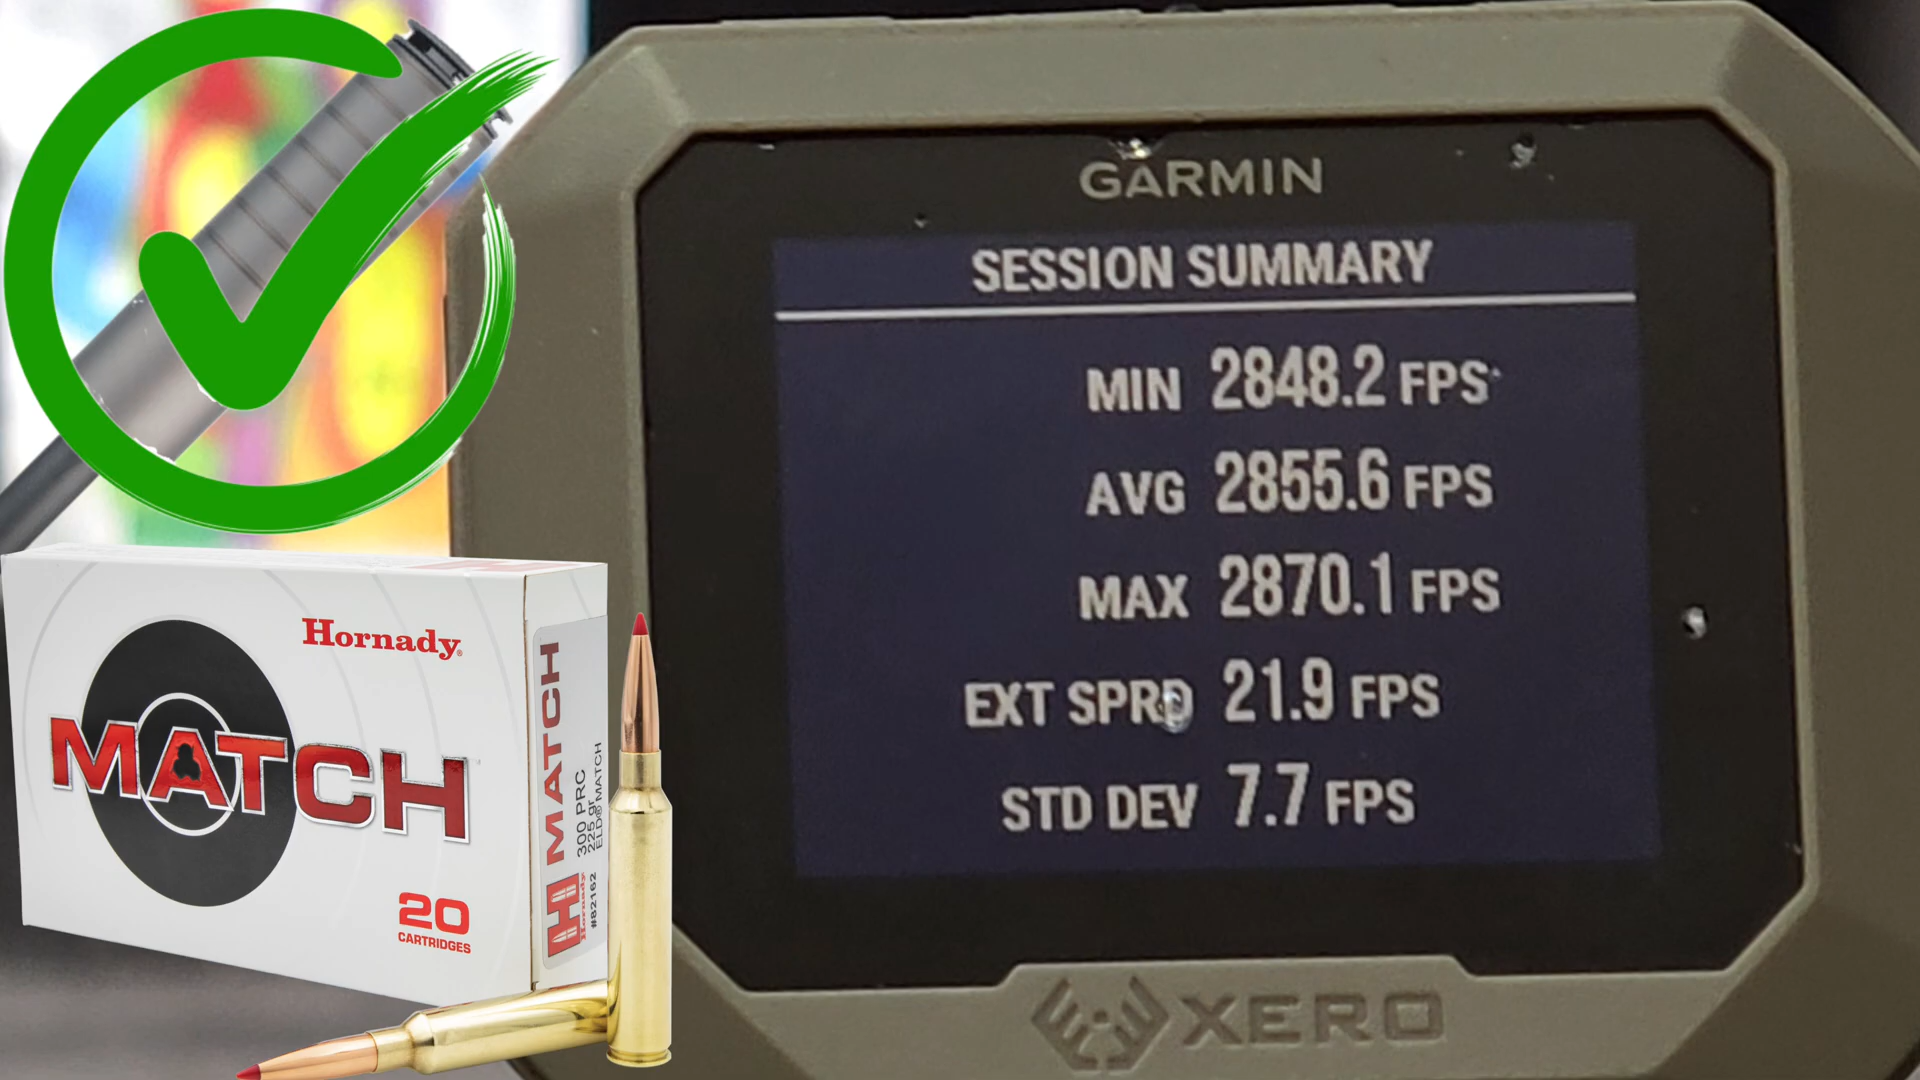 GARMIN
SESSION SUMMARY
MIN 2848.2 FPS
AVG 2855.6 FPS
MAX 2870.1 FPS
EXT SPRD 21.9 FPS
STD DEV 7.7 FPS
XERO
Hornady
MATCH
20
CARTRIDGES
H MATCH
Hornady
300 PRC
225 gr
ELD® MATCH
#82162